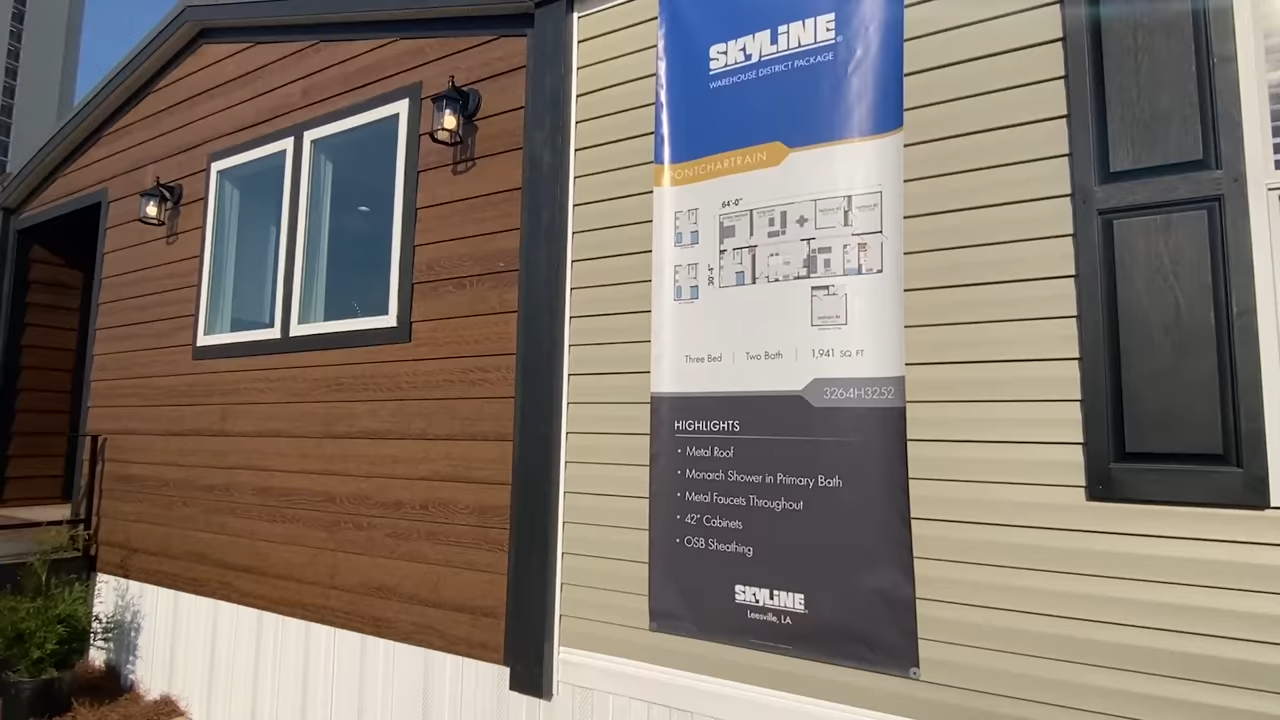 SKYLINE
WAREHOUSE DISTRICT PACKAGE
PONTCHARTRAIN
64'-0"
30'-4"
Three Bed | Two Bath | 1,941 SQ. FT
3264H3252
HIGHLIGHTS
• Metal Roof
• Monarch Shower in Primary Bath
• Metal Faucets Throughout
• 42" Cabinets
• OSB Sheathing
SKYLINE
Leesville, LA